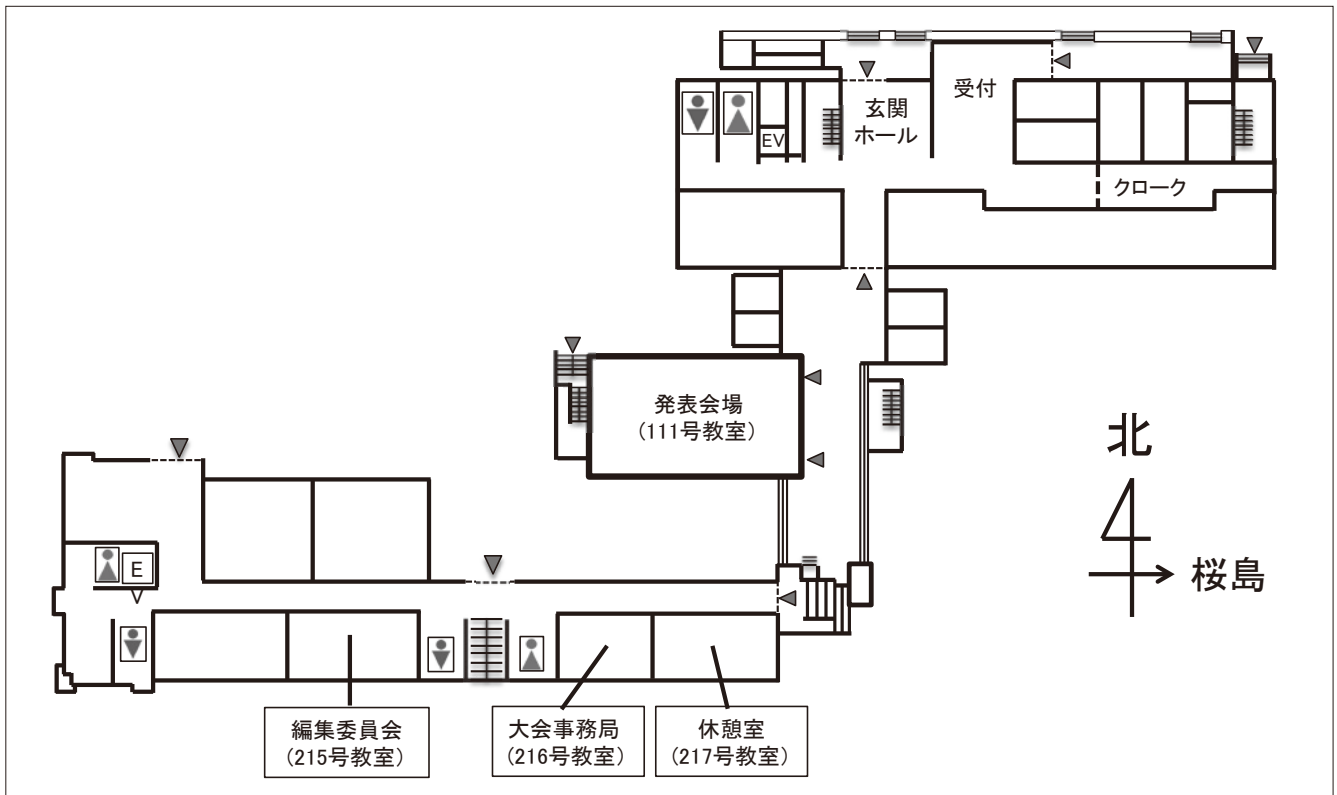 受付
玄関
ホール
EV
クローク
発表会場
(111号教室)
北
桜島
E
V
編集委員会
(215号教室)
大会事務局
(216号教室)
休憩室
(217号教室)